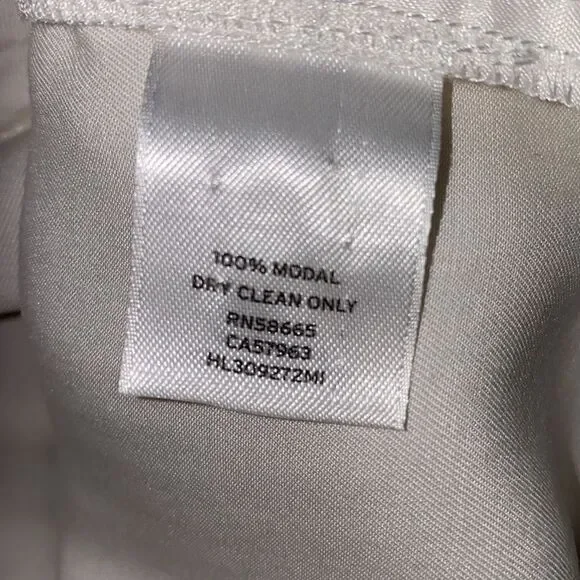 100% MODAL
DRY CLEAN ONLY
RN58665
CA57963
HL309272MI